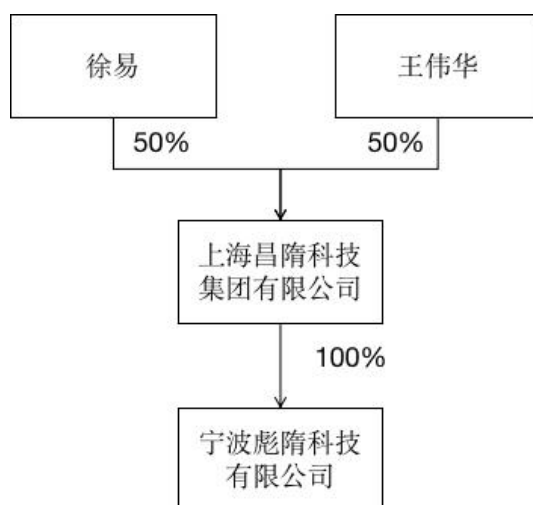 徐易
王伟华
50%
50%
上海昌隋科技
集团有限公司
100%
宁波彪隋科技
有限公司